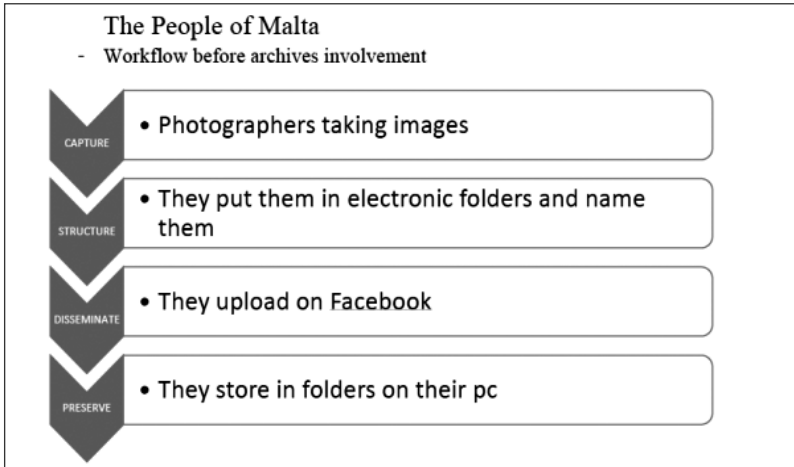 The People of Malta
- Workflow before archives involvement
CAPTURE
• Photographers taking images
STRUCTURE
• They put them in electronic folders and name
them
DISSEMINATE
• They upload on Facebook
PRESERVE
• They store in folders on their pc